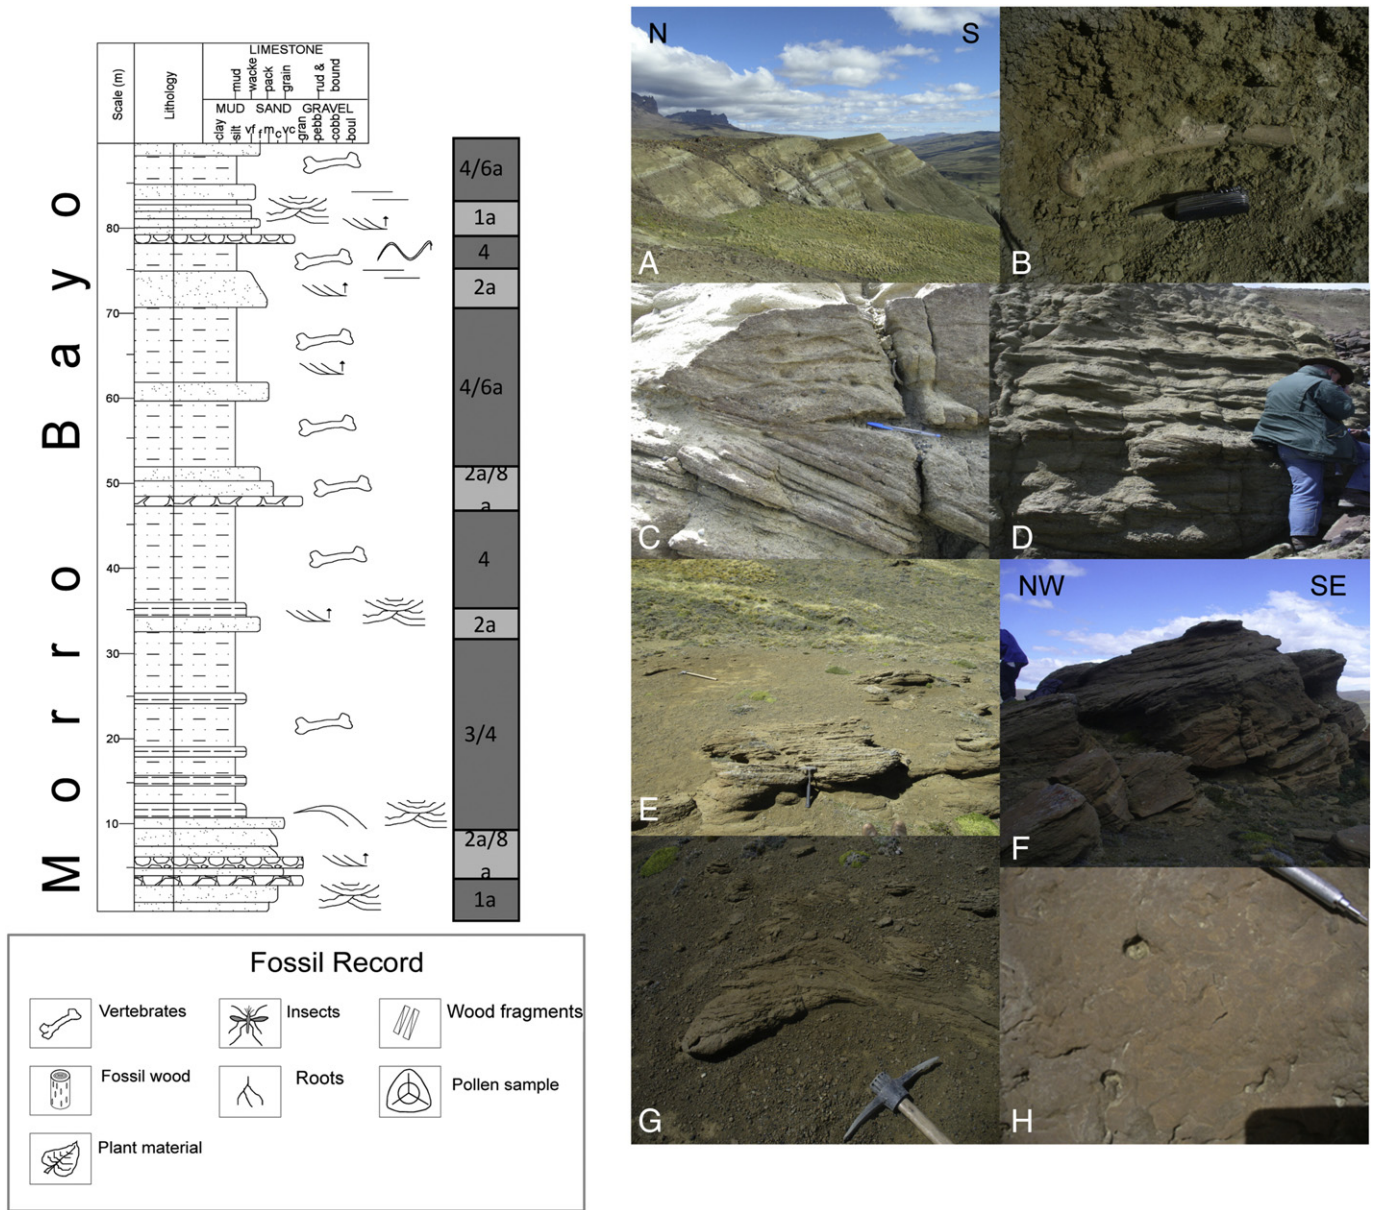 Morro Bayo
Scale (m)
Lithology
LIMESTONE
mud
wacke
pack
grain
rud &
bound
MUD SAND GRAVEL
clay
silt
vf
f
m
c
vc
gran
pebb
cobb
boul
80
70
60
50
40
30
20
10
4/6a
1a
4
2a
4/6a
2a/8
a
4
2a
3/4
2a/8
a
1a
Fossil Record
Vertebrates
Insects
Wood fragments
Fossil wood
Roots
Pollen sample
Plant material
N S
A
B
C
D
E
NW SE
F
G
H